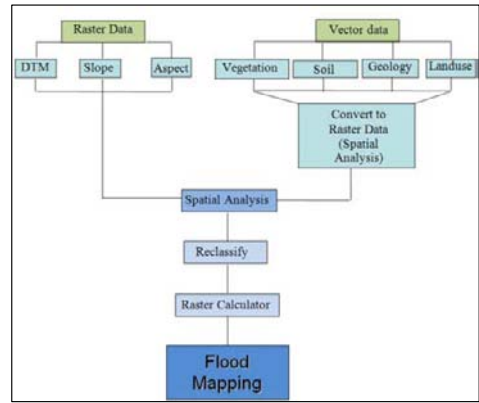 Raster Data
Vector data
DTM
Slope
Aspect
Vegetation
Soil
Geology
Landuse
Convert to
Raster Data
(Spatial
Analysis)
Spatial Analysis
Reclassify
Raster Calculator
Flood
Mapping